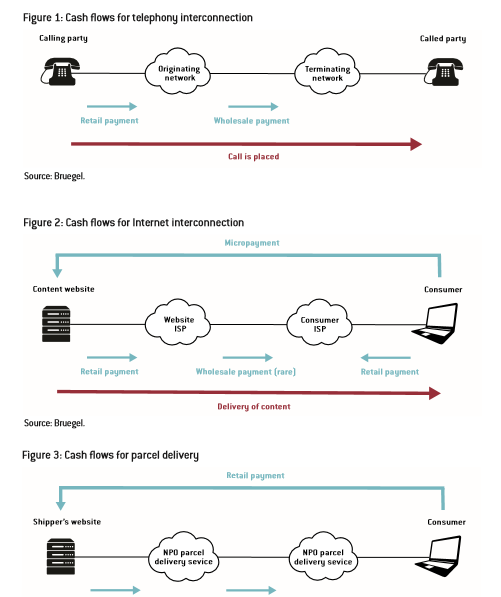 Figure 1: Cash flows for telephony interconnection
Calling party
Called party
Originating
network
Terminating
network
Retail payment
Wholesale payment
Call is placed
Source: Bruegel.
Figure 2: Cash flows for Internet interconnection
Micropayment
Content website
Consumer
Website
ISP
Consumer
ISP
Retail payment
Wholesale payment (rare)
Retail payment
Delivery of content
Source: Bruegel.
Figure 3: Cash flows for parcel delivery
Retail payment
Shipper's website
Consumer
NPO parcel
delivery sevice
NPO parcel
delivery sevice